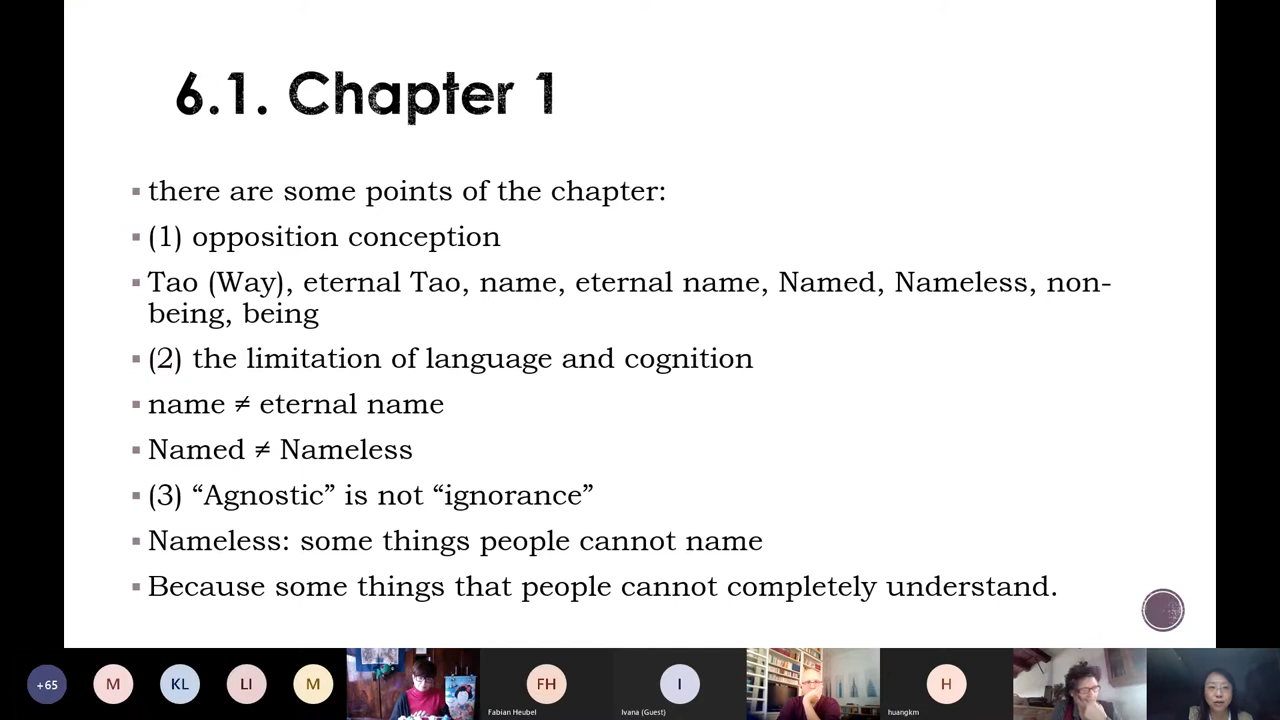 6.1. Chapter 1
there are some points of the chapter:
(1) opposition conception
Tao (Way), eternal Tao, name, eternal name, Named, Nameless, non-
being, being
(2) the limitation of language and cognition
name ≠ eternal name
Named ≠ Nameless
(3) “Agnostic” is not “ignorance”
Nameless: some things people cannot name
Because some things that people cannot completely understand.
+65
M
KL
LI
M
FH
Fabian Heubel
I
Ivana (Guest)
H
huangkm